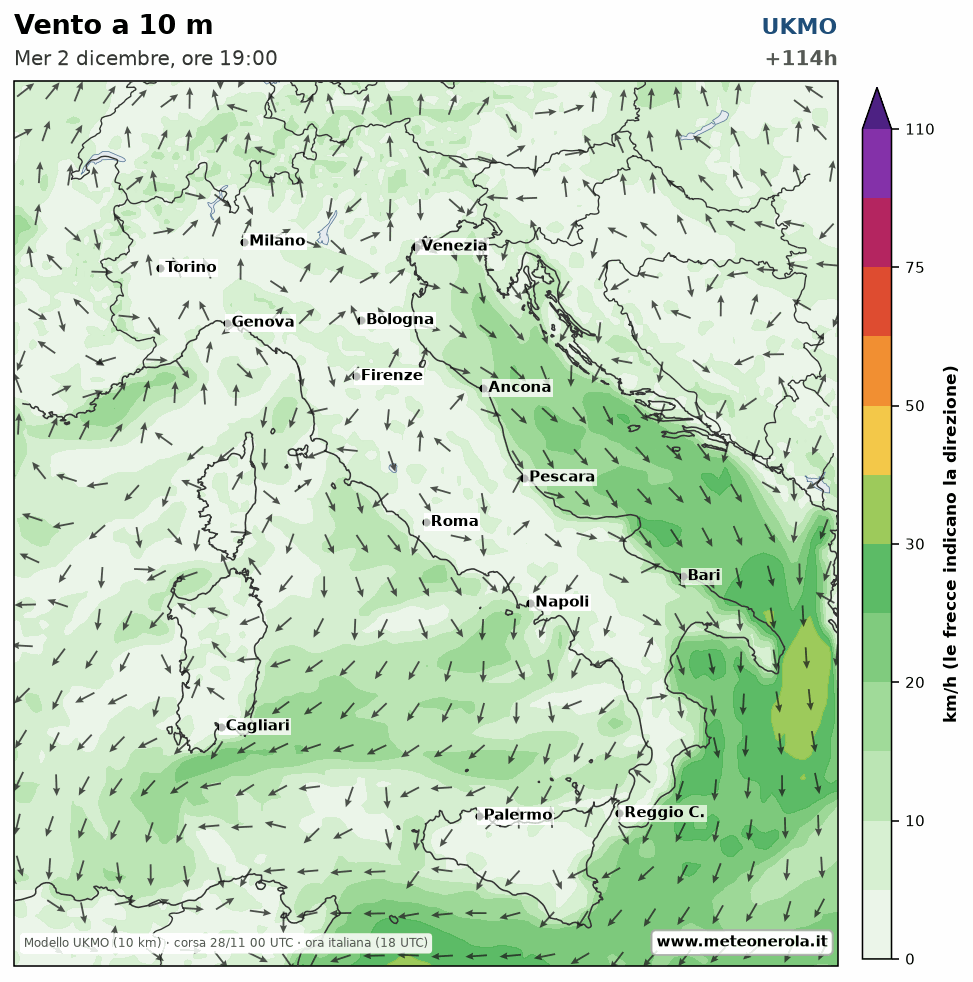 Vento a 10 m
UKMO
Mer 2 dicembre, ore 19:00
+114h
Milano
Venezia
Torino
Genova
Bologna
Firenze
Ancona
Pescara
Roma
Bari
Napoli
Cagliari
Palermo
Reggio C.
110
75
50
30
20
10
0
km/h (le frecce indicano la direzione)
Modello UKMO (10 km) · corsa 28/11 00 UTC · ora italiana (18 UTC)
www.meteonerola.it